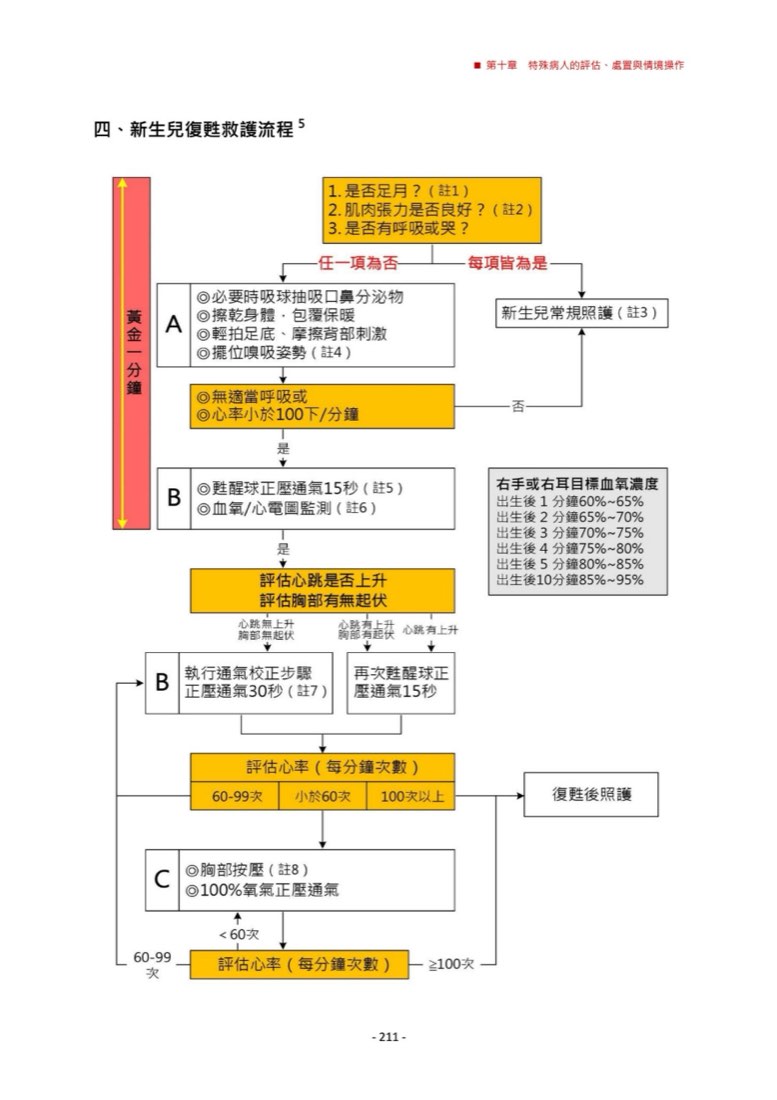 ■ 第十章　特殊病人的評估、處置與情境操作
四、新生兒復甦救護流程 5
黃金一分鐘
1. 是否足月？（註1）
2. 肌肉張力是否良好？（註2）
3. 是否有呼吸或哭？
任一項為否
每項皆為是
A
◎必要時吸球抽吸口鼻分泌物
◎擦乾身體，包覆保暖
◎輕拍足底、摩擦背部刺激
◎擺位嗅吸姿勢（註4）
新生兒常規照護（註3）
◎無適當呼吸或
◎心率小於100下/分鐘
否
是
B
◎甦醒球正壓通氣15秒（註5）
◎血氧/心電圖監測（註6）
右手或右耳目標血氧濃度
出生後 1 分鐘60%~65%
出生後 2 分鐘65%~70%
出生後 3 分鐘70%~75%
出生後 4 分鐘75%~80%
出生後 5 分鐘80%~85%
出生後10分鐘85%~95%
是
評估心跳是否上升
評估胸部有無起伏
心跳無上升
胸部無起伏
心跳有上升
胸部有起伏
心跳有上升
B
執行通氣校正步驟
正壓通氣30秒（註7）
再次甦醒球正
壓通氣15秒
評估心率（每分鐘次數）
60-99次
小於60次
100次以上
復甦後照護
C
◎胸部按壓（註8）
◎100%氧氣正壓通氣
＜60次
60-99
次
評估心率（每分鐘次數）
≧100次
- 211 -